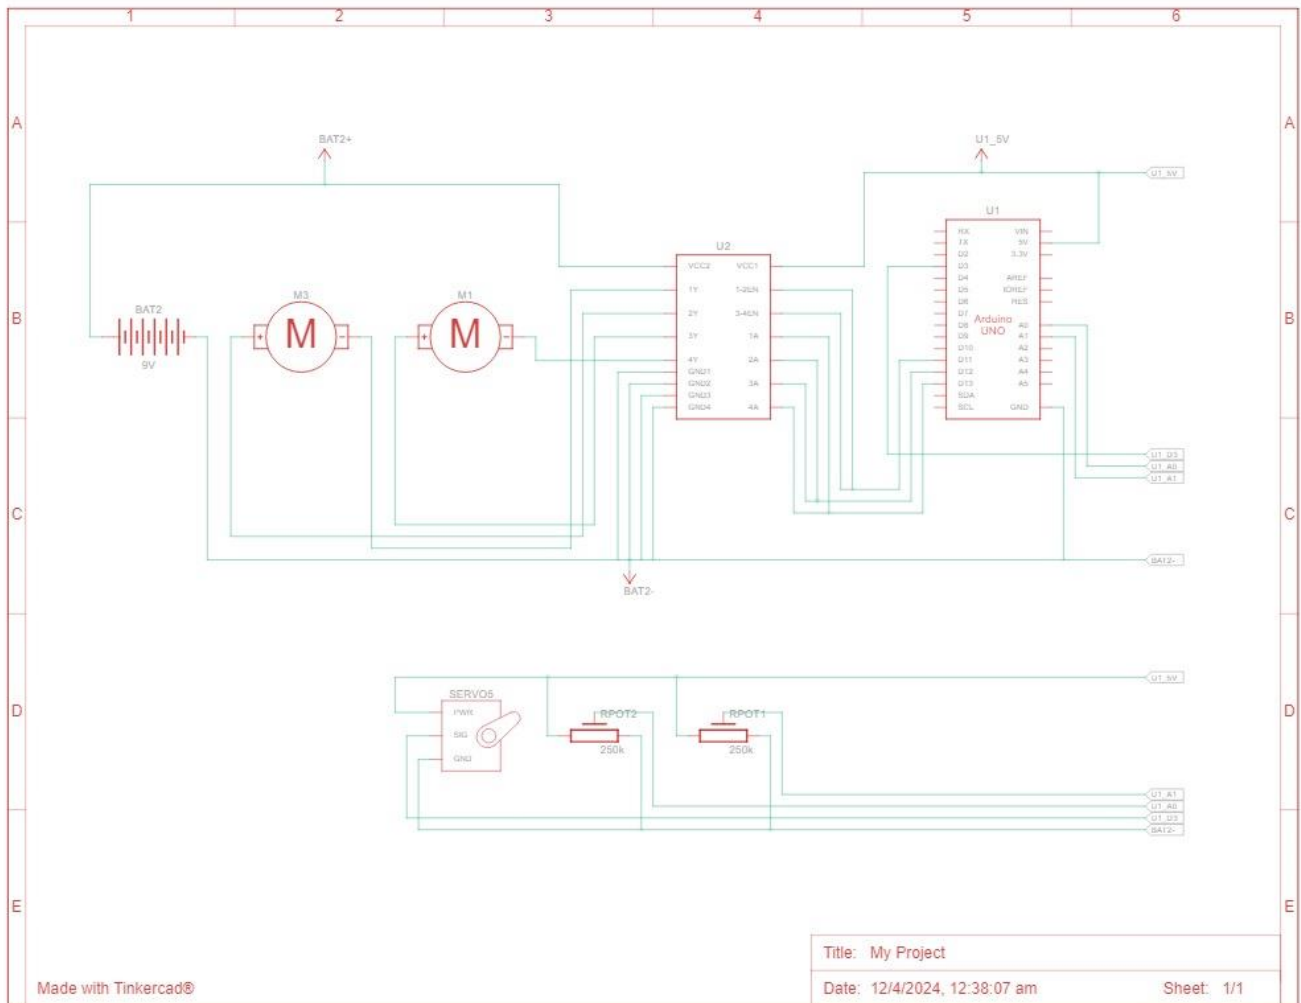 1 2 3 4 5 6
A A
BAT2+ U1_5V
U1_5V
U1
RX VIN
TX 5V
D2 3.3V
D3
D4 AREF
D5 IOREF
D6 RES
D7
D8 A0
D9 A1
D10 A2
D11 A3
D12 A4
D13 A5
SDA
SCL GND
Arduino
UNO
U2
VCC2 VCC1
1Y 1-2EN
2Y 3-4EN
3Y 1A
4Y 2A
GND1
GND2 3A
GND3
GND4 4A
B B
BAT2
9V
M3
+ M -
M1
+ M -
U1_D3
U1_A0
U1_A1
C C
BAT2-
BAT2-
U1_5V
D D
SERVO5
PWR
SIG
GND
RPOT2
250k
RPOT1
250k
U1_A1
U1_A0
U1_D3
BAT2-
E E
Title: My Project
Made with Tinkercad®
Date: 12/4/2024, 12:38:07 am Sheet: 1/1